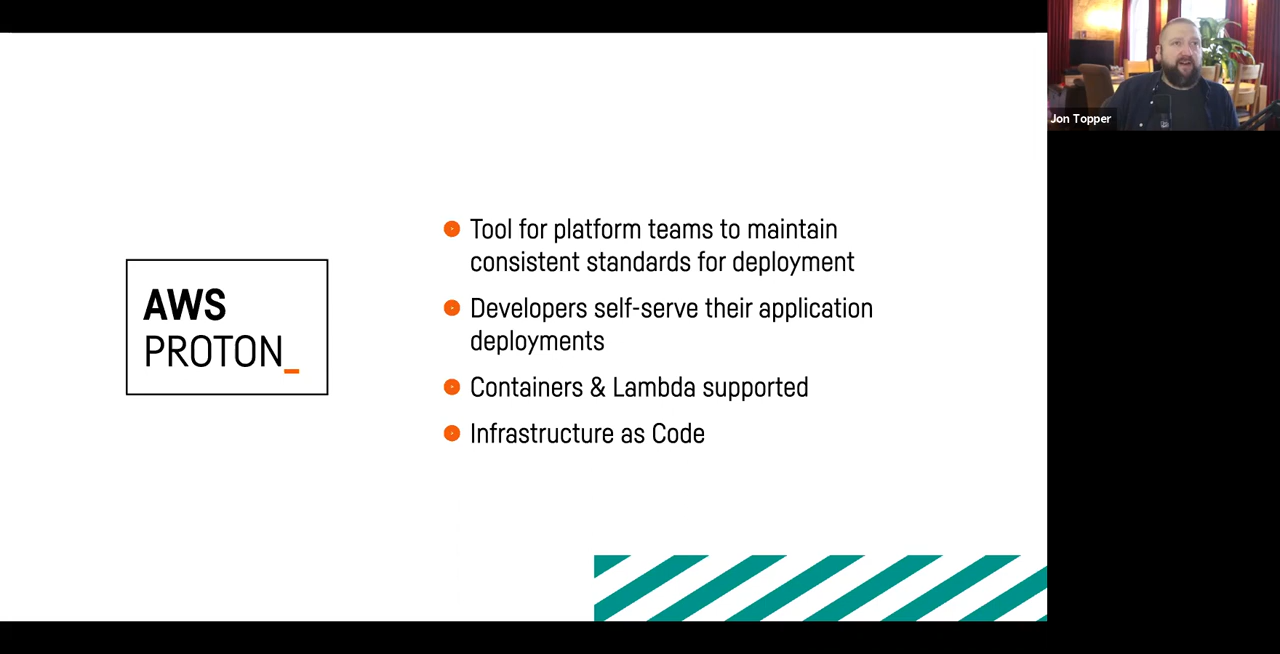 AWS
PROTON_
Tool for platform teams to maintain
consistent standards for deployment
Developers self-serve their application
deployments
Containers & Lambda supported
Infrastructure as Code
Jon Topper